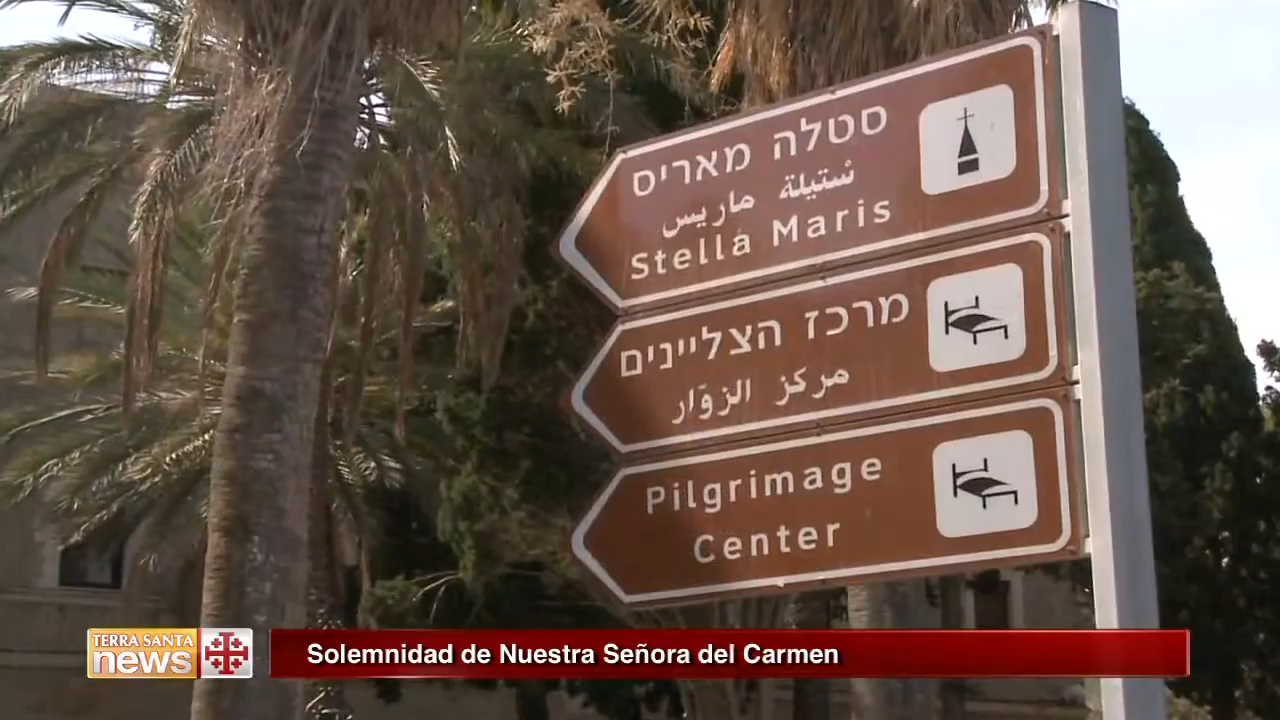 סטלה מאריס
ستيلة ماريس
Stella Maris
מרכז הצליינים
مركز الزوّار
Pilgrimage
Center
TERRA SANTA
news
Solemnidad de Nuestra Señora del Carmen